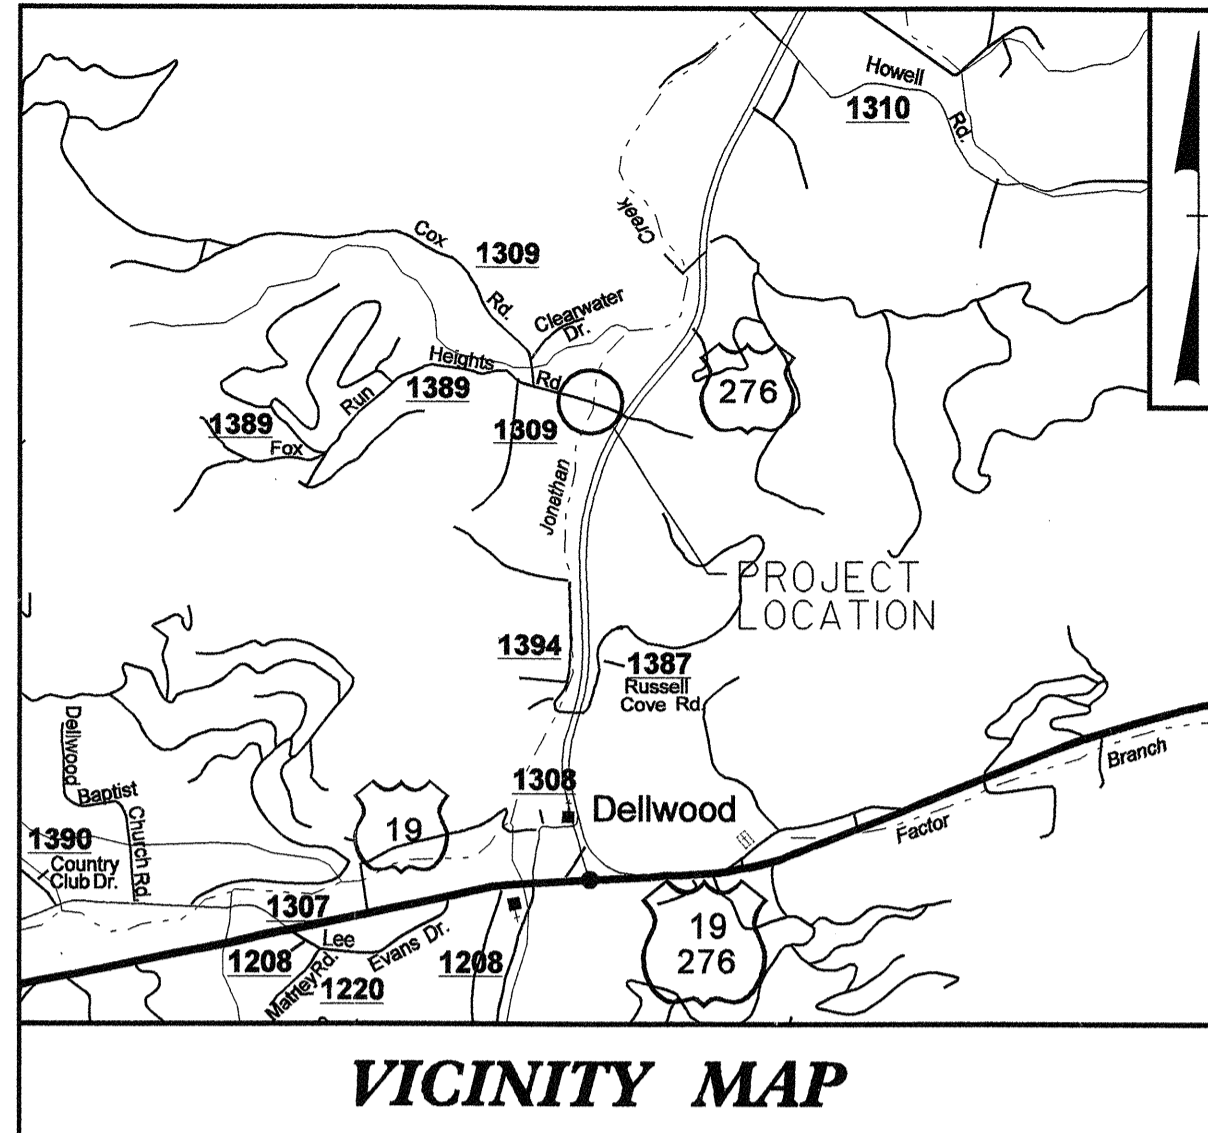 Howell
1310
Rd.
Creek
Cox
1309
Rd.
Clearwater
Dr.
Heights
Rd
1389
Run
276
1389
Fox
1309
Jonathan
PROJECT
LOCATION
1394
1387
Russell
Cove Rd.
Dellwood
Baptist
Church Rd.
1308
Dellwood
19
Branch
Factor
1390
Country
Club Dr.
1307
Lee
Evans Dr.
1208
1208
Matney Rd.
1220
19
276
VICINITY MAP